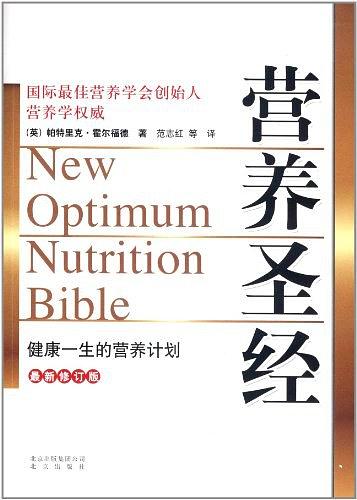 国际最佳营养学会创始人
营养学权威
(英) 帕特里克·霍尔福德 著 范志红 等 译
New
Optimum
Nutrition
Bible
营养圣经
健康一生的营养计划
最新修订版
北京出版集团公司
北京出版社